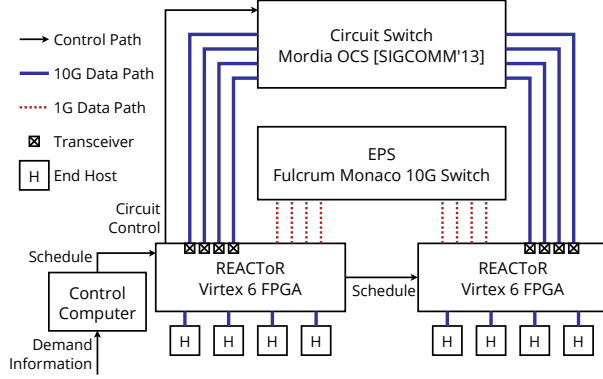 Control Path
10G Data Path
1G Data Path
Transceiver
H
End Host
Circuit Switch
Mordia OCS [SIGCOMM'13]
EPS
Fulcrum Monaco 10G Switch
Circuit
Control
Schedule
Control
Computer
Demand
Information
REACToR
Virtex 6 FPGA
Schedule
REACToR
Virtex 6 FPGA
H H H H
H H H H